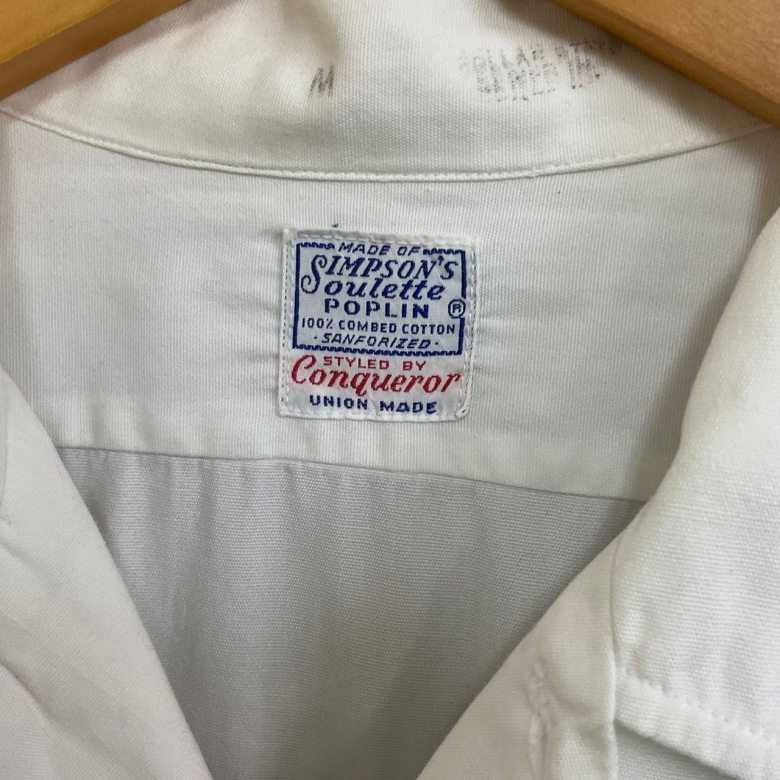 M
MADE OF
SIMPSON'S
Soulette
POPLIN ®
100% COMBED COTTON
·SANFORIZED·
STYLED BY
Conqueror
UNION MADE